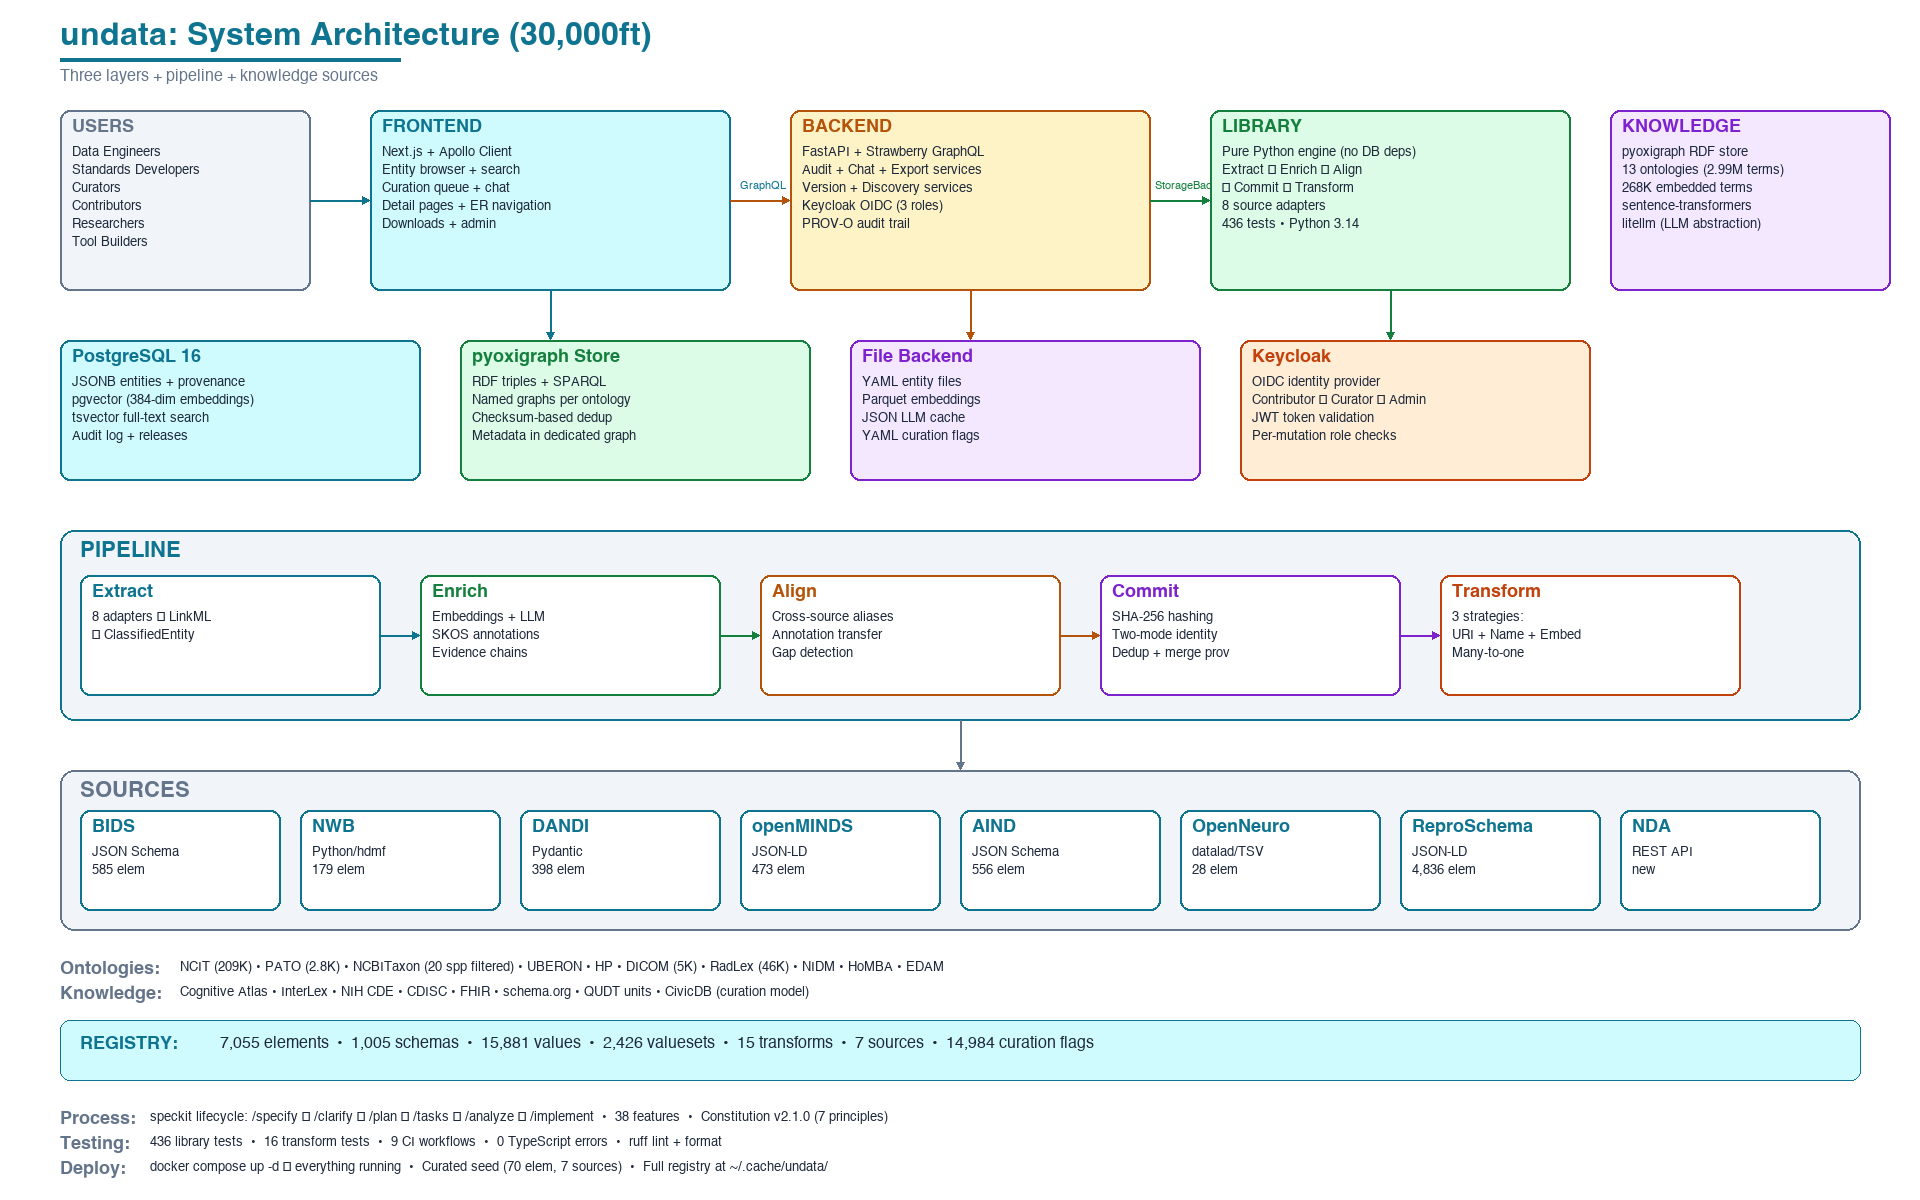 undata: System Architecture (30,000ft)
Three layers + pipeline + knowledge sources
USERS
Data Engineers
Standards Developers
Curators
Contributors
Researchers
Tool Builders
FRONTEND
Next.js + Apollo Client
Entity browser + search
Curation queue + chat
Detail pages + ER navigation
Downloads + admin
GraphQL
BACKEND
FastAPI + Strawberry GraphQL
Audit + Chat + Export services
Version + Discovery services
Keycloak OIDC (3 roles)
PROV-O audit trail
StorageBac
LIBRARY
Pure Python engine (no DB deps)
Extract □ Enrich □ Align
□ Commit □ Transform
8 source adapters
436 tests • Python 3.14
KNOWLEDGE
pyoxigraph RDF store
13 ontologies (2.99M terms)
268K embedded terms
sentence-transformers
litellm (LLM abstraction)
PostgreSQL 16
JSONB entities + provenance
pgvector (384-dim embeddings)
tsvector full-text search
Audit log + releases
pyoxigraph Store
RDF triples + SPARQL
Named graphs per ontology
Checksum-based dedup
Metadata in dedicated graph
File Backend
YAML entity files
Parquet embeddings
JSON LLM cache
YAML curation flags
Keycloak
OIDC identity provider
Contributor □ Curator □ Admin
JWT token validation
Per-mutation role checks
PIPELINE
Extract
8 adapters □ LinkML
□ ClassifiedEntity
Enrich
Embeddings + LLM
SKOS annotations
Evidence chains
Align
Cross-source aliases
Annotation transfer
Gap detection
Commit
SHA-256 hashing
Two-mode identity
Dedup + merge prov
Transform
3 strategies:
URI + Name + Embed
Many-to-one
SOURCES
BIDS
JSON Schema
585 elem
NWB
Python/hdmf
179 elem
DANDI
Pydantic
398 elem
openMINDS
JSON-LD
473 elem
AIND
JSON Schema
556 elem
OpenNeuro
datalad/TSV
28 elem
ReproSchema
JSON-LD
4,836 elem
NDA
REST API
new
Ontologies: NCIT (209K) • PATO (2.8K) • NCBITaxon (20 spp filtered) • UBERON • HP • DICOM (5K) • RadLex (46K) • NIDM • HoMBA • EDAM
Knowledge: Cognitive Atlas • InterLex • NIH CDE • CDISC • FHIR • schema.org • QUDT units • CivicDB (curation model)
REGISTRY: 7,055 elements • 1,005 schemas • 15,881 values • 2,426 valuesets • 15 transforms • 7 sources • 14,984 curation flags
Process: speckit lifecycle: /specify □ /clarify □ /plan □ /tasks □ /analyze □ /implement • 38 features • Constitution v2.1.0 (7 principles)
Testing: 436 library tests • 16 transform tests • 9 CI workflows • 0 TypeScript errors • ruff lint + format
Deploy: docker compose up -d □ everything running • Curated seed (70 elem, 7 sources) • Full registry at ~/.cache/undata/